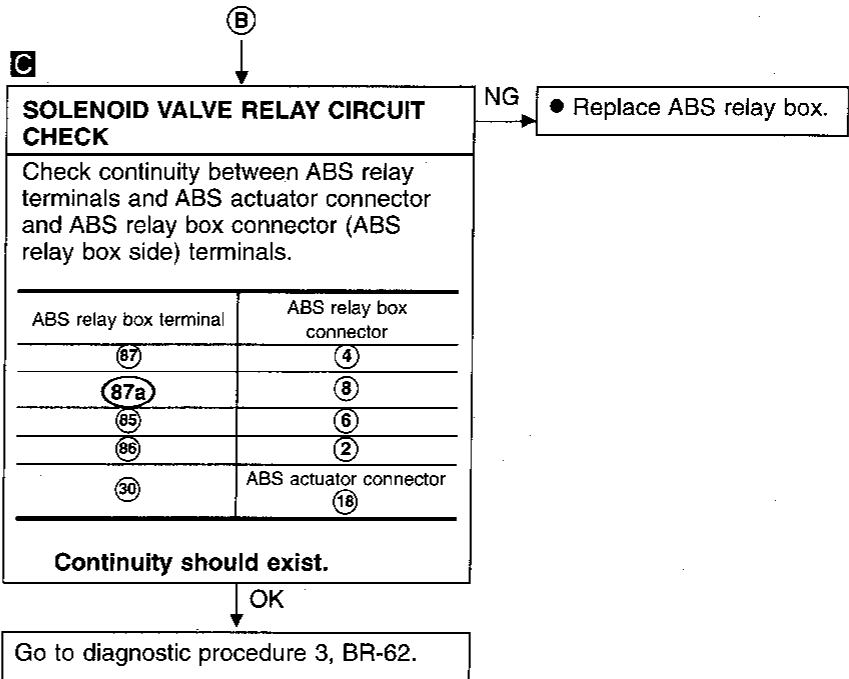 B
C
SOLENOID VALVE RELAY CIRCUIT
CHECK
NG
● Replace ABS relay box.
Check continuity between ABS relay
terminals and ABS actuator connector
and ABS relay box connector (ABS
relay box side) terminals.
ABS relay box terminal
ABS relay box
connector
87 4
87a 8
85 6
86 2
30
ABS actuator connector
18
Continuity should exist.
OK
Go to diagnostic procedure 3, BR-62.